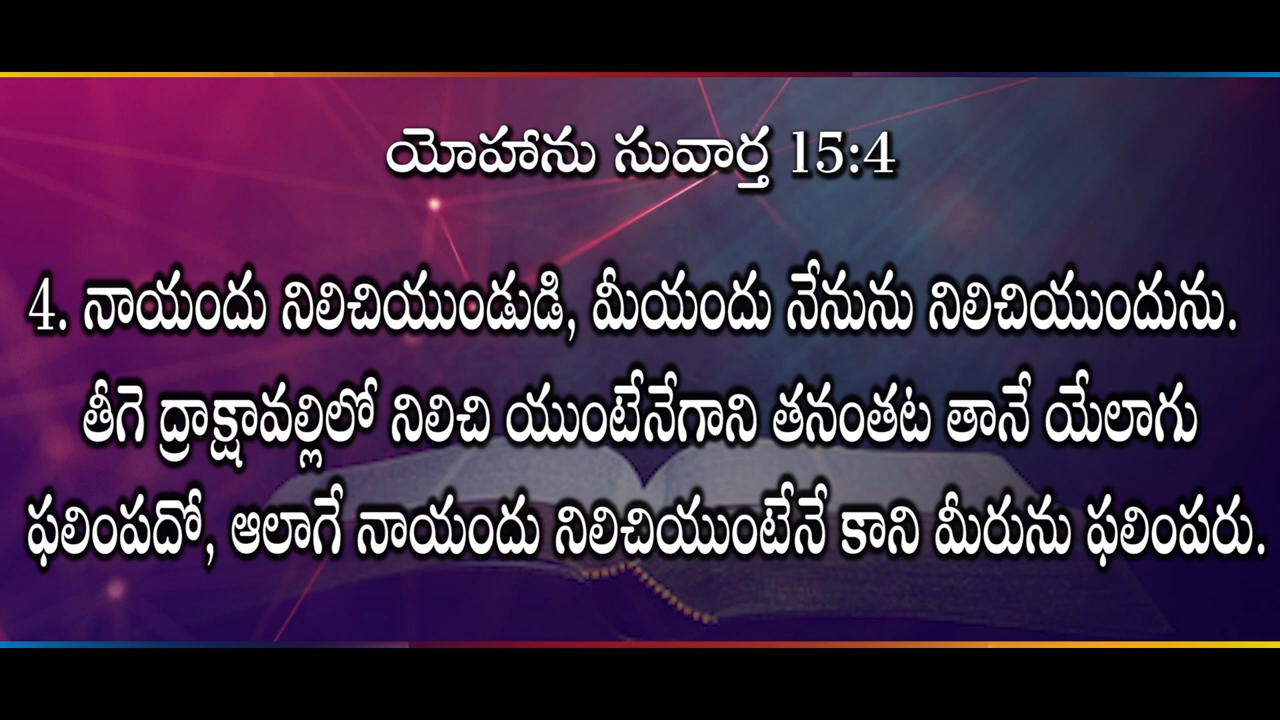 యోహాను సువార్త 15:4
4. నాయందు నిలిచియుండుడి, మీయందు నేనును నిలిచియుందును.
తీగె ద్రాక్షావల్లిలో నిలిచి యుంటేనేగాని తనంతట తానే యేలాగు
ఫలింపదో, ఆలాగే నాయందు నిలిచియుంటేనే కాని మీరును ఫలింపరు.